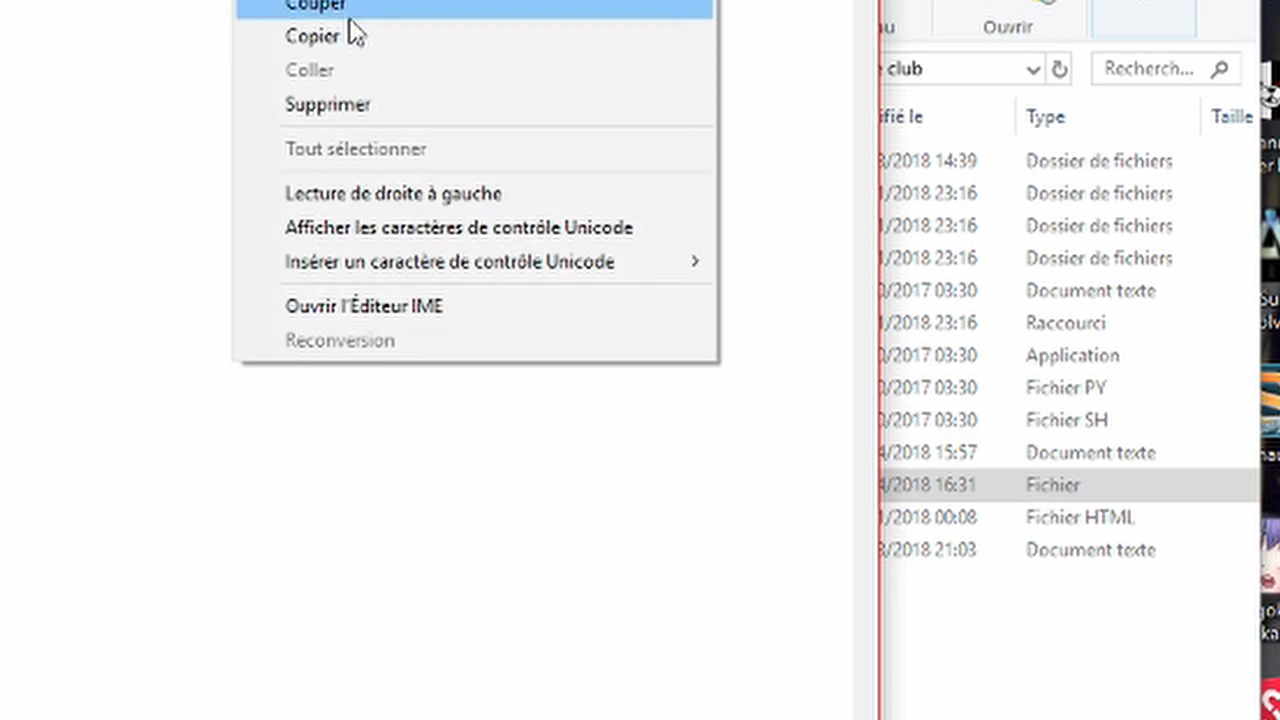 Couper
Copier
Coller
Supprimer
Tout sélectionner
Lecture de droite à gauche
Afficher les caractères de contrôle Unicode
Insérer un caractère de contrôle Unicode
Ouvrir l'Éditeur IME
Reconversion
Ouvrir
club
Recherch...
ifié le Type Taille
/2018 14:39 Dossier de fichiers
/2018 23:16 Dossier de fichiers
/2018 23:16 Dossier de fichiers
/2018 23:16 Dossier de fichiers
/2017 03:30 Document texte
/2018 23:16 Raccourci
/2017 03:30 Application
/2017 03:30 Fichier PY
/2017 03:30 Fichier SH
/2018 15:57 Document texte
/2018 16:31 Fichier
/2018 00:08 Fichier HTML
/2018 21:03 Document texte